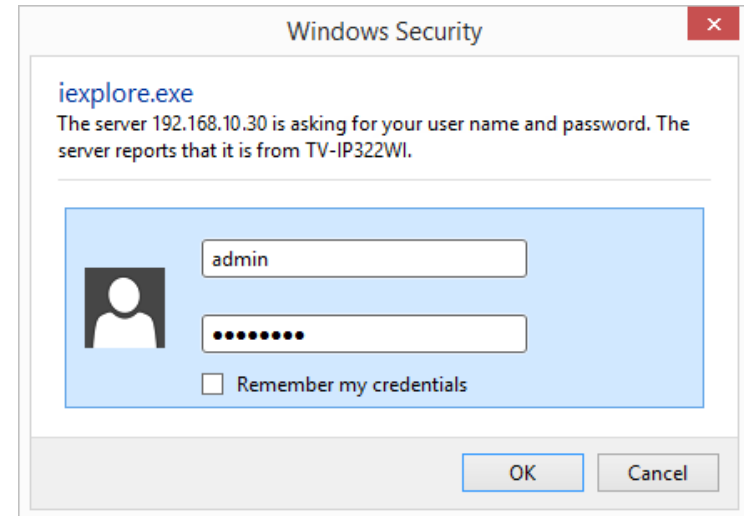 Windows Security
iexplore.exe
The server 192.168.10.30 is asking for your user name and password. The
server reports that it is from TV-IP322WI.
admin
••••••••
Remember my credentials
OK
Cancel